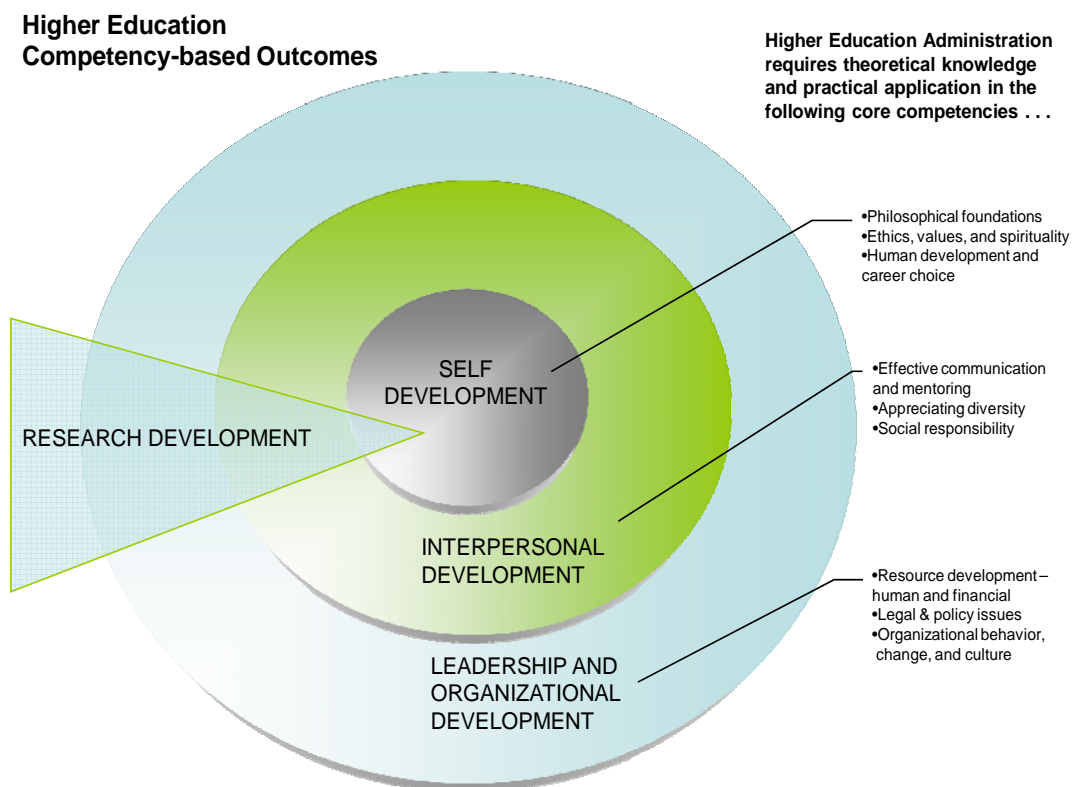 Higher Education
Competency-based Outcomes
Higher Education Administration
requires theoretical knowledge
and practical application in the
following core competencies . . .
•Philosophical foundations
•Ethics, values, and spirituality
•Human development and
career choice
SELF
DEVELOPMENT
•Effective communication
and mentoring
•Appreciating diversity
•Social responsibility
RESEARCH DEVELOPMENT
INTERPERSONAL
DEVELOPMENT
•Resource development–
human and financial
•Legal & policy issues
•Organizational behavior,
change, and culture
LEADERSHIP AND
ORGANIZATIONAL
DEVELOPMENT